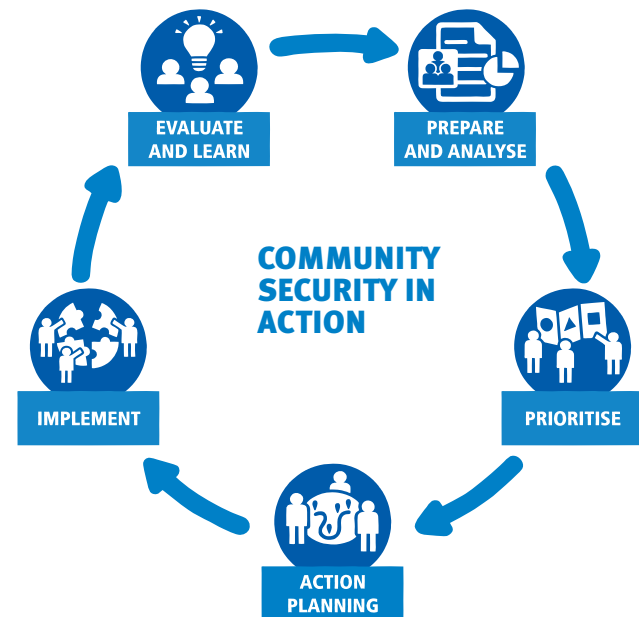 EVALUATE
AND LEARN
PREPARE
AND ANALYSE
COMMUNITY
SECURITY IN
ACTION
IMPLEMENT
PRIORITISE
ACTION
PLANNING